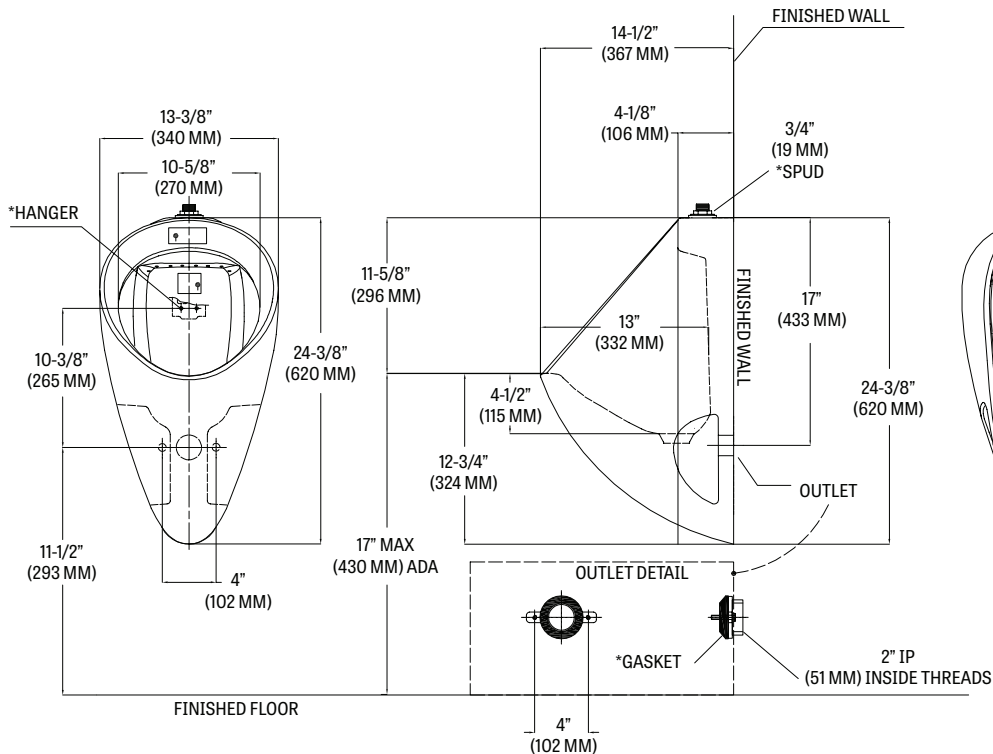 FINISHED WALL
14-1/2”
(367 MM)
4-1/8”
(106 MM)
3/4”
(19 MM)
*SPUD
13-3/8”
(340 MM)
10-5/8”
(270 MM)
*HANGER
11-5/8”
(296 MM)
FINISHED WALL
17”
(433 MM)
13”
(332 MM)
10-3/8”
(265 MM)
24-3/8”
(620 MM)
4-1/2”
(115 MM)
24-3/8”
(620 MM)
12-3/4”
(324 MM)
OUTLET
11-1/2”
(293 MM)
17” MAX
(430 MM) ADA
4”
(102 MM)
OUTLET DETAIL
*GASKET
2” IP
(51 MM) INSIDE THREADS
FINISHED FLOOR
4”
(102 MM)